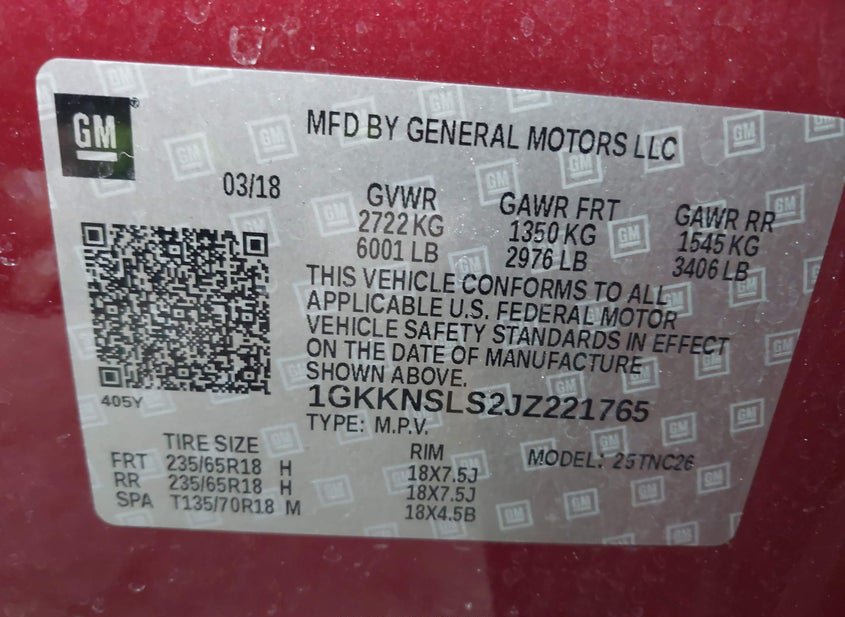 GM
MFD BY GENERAL MOTORS LLC
03/18
GVWR GAWR FRT GAWR RR
2722 KG 1350 KG 1545 KG
6001 LB 2976 LB 3406 LB
THIS VEHICLE CONFORMS TO ALL
APPLICABLE U.S. FEDERAL MOTOR
VEHICLE SAFETY STANDARDS IN EFFECT
ON THE DATE OF MANUFACTURE
SHOWN ABOVE.
405Y
1GKKNSLS2JZ221765
TYPE: M.P.V.
TIRE SIZE RIM MODEL: 25TNC26
FRT 235/65R18 H 18X7.5J
RR 235/65R18 H 18X7.5J
SPA T135/70R18 M 18X4.5B